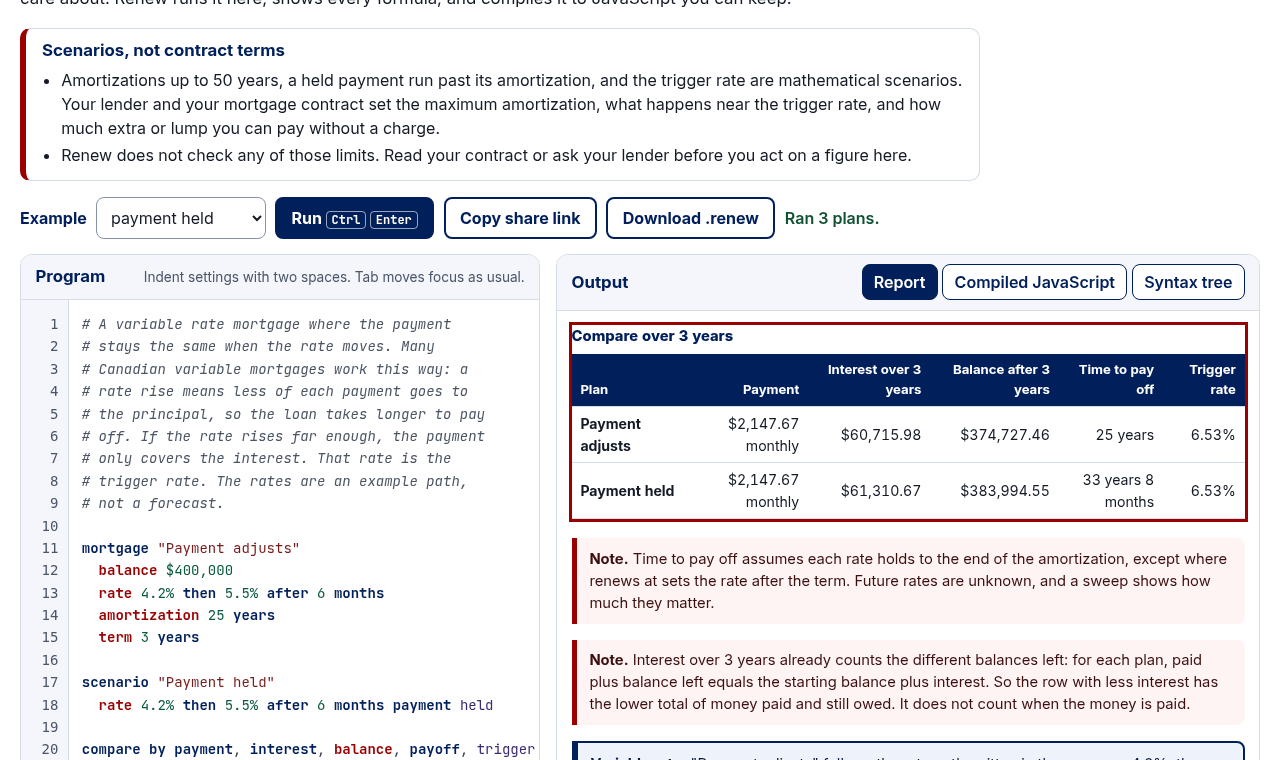 Scenarios, not contract terms
• Amortizations up to 50 years, a held payment run past its amortization, and the trigger rate are mathematical scenarios.
Your lender and your mortgage contract set the maximum amortization, what happens near the trigger rate, and how
much extra or lump you can pay without a charge.
• Renew does not check any of those limits. Read your contract or ask your lender before you act on a figure here.
Example payment held Run Ctrl Enter Copy share link Download .renew Ran 3 plans.
Program Indent settings with two spaces. Tab moves focus as usual.
1 # A variable rate mortgage where the payment
2 # stays the same when the rate moves. Many
3 # Canadian variable mortgages work this way: a
4 # rate rise means less of each payment goes to
5 # the principal, so the loan takes longer to pay
6 # off. If the rate rises far enough, the payment
7 # only covers the interest. That rate is the
8 # trigger rate. The rates are an example path,
9 # not a forecast.
10
11 mortgage "Payment adjusts"
12 balance $400,000
13 rate 4.2% then 5.5% after 6 months
14 amortization 25 years
15 term 3 years
16
17 scenario "Payment held"
18 rate 4.2% then 5.5% after 6 months payment held
19
20 compare by payment, interest, balance, payoff, trigger
Output Report Compiled JavaScript Syntax tree
Compare over 3 years
Plan Payment Interest over 3 years Balance after 3 years Time to pay off Trigger rate
Payment adjusts $2,147.67 monthly $60,715.98 $374,727.46 25 years 6.53%
Payment held $2,147.67 monthly $61,310.67 $383,994.55 33 years 8 months 6.53%
Note. Time to pay off assumes each rate holds to the end of the amortization, except where
renews at sets the rate after the term. Future rates are unknown, and a sweep shows how
much they matter.
Note. Interest over 3 years already counts the different balances left: for each plan, paid
plus balance left equals the starting balance plus interest. So the row with less interest has
the lower total of money paid and still owed. It does not count when the money is paid.